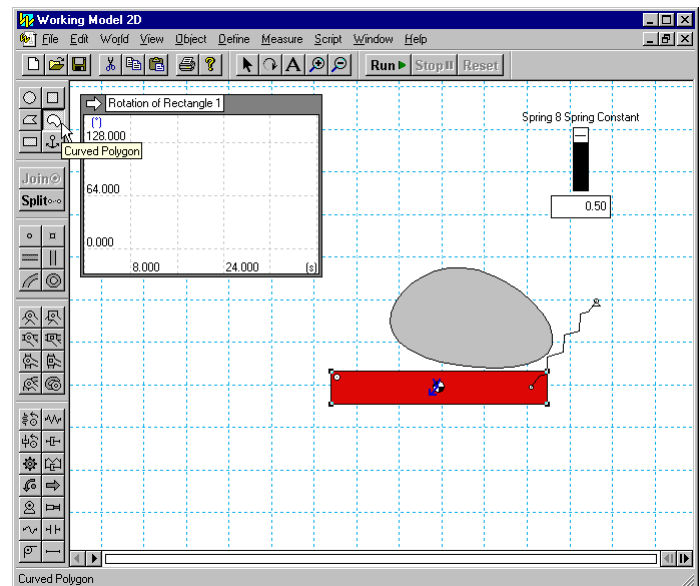 Working Model 2D
File Edit World View Object Define Measure Script Window Help
A ? Run Stop Reset
Rotation of Rectangle 1
(°)
128.000
64.000
0.000
8.000 24.000 (s)
Curved Polygon
Join
Split
Spring 8 Spring Constant
0.50
Curved Polygon